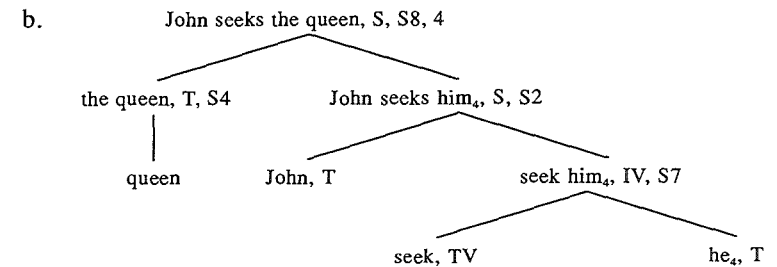 b. John seeks the queen, S, S8, 4
the queen, T, S4 John seeks him₄, S, S2
queen John, T seek him₄, IV, S7
seek, TV he₄, T